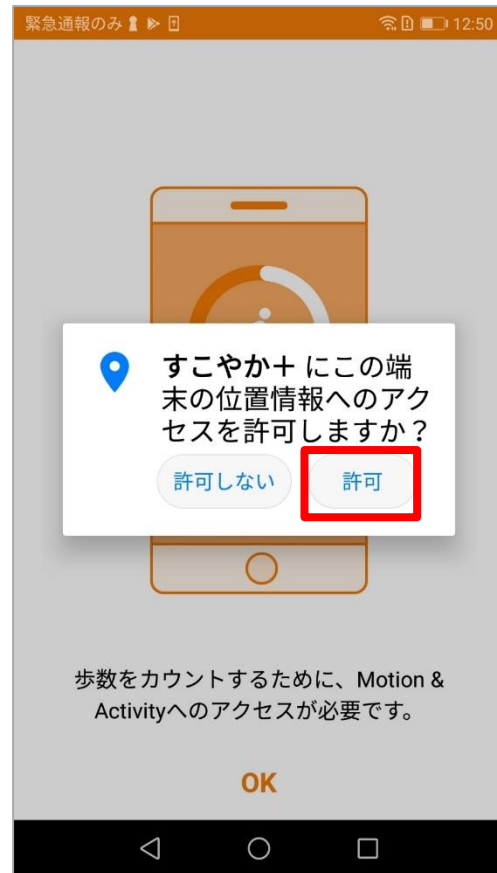 緊急通報のみ 12:50
すこやか＋ にこの端
末の位置情報へのアク
セスを許可しますか？
許可しない 許可
歩数をカウントするために、Motion &
Activityへのアクセスが必要です。
OK